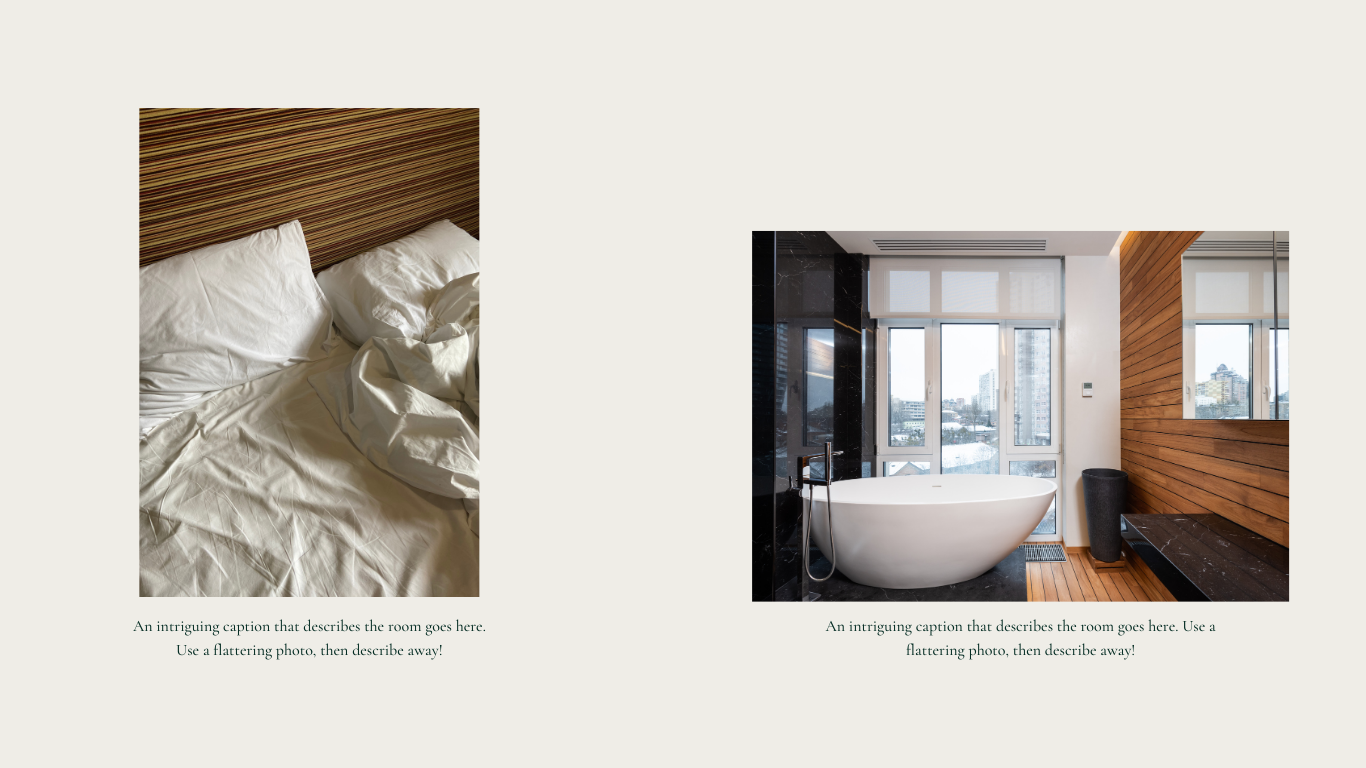 An intriguing caption that describes the room goes here.
Use a flattering photo, then describe away!
An intriguing caption that describes the room goes here. Use a
flattering photo, then describe away!